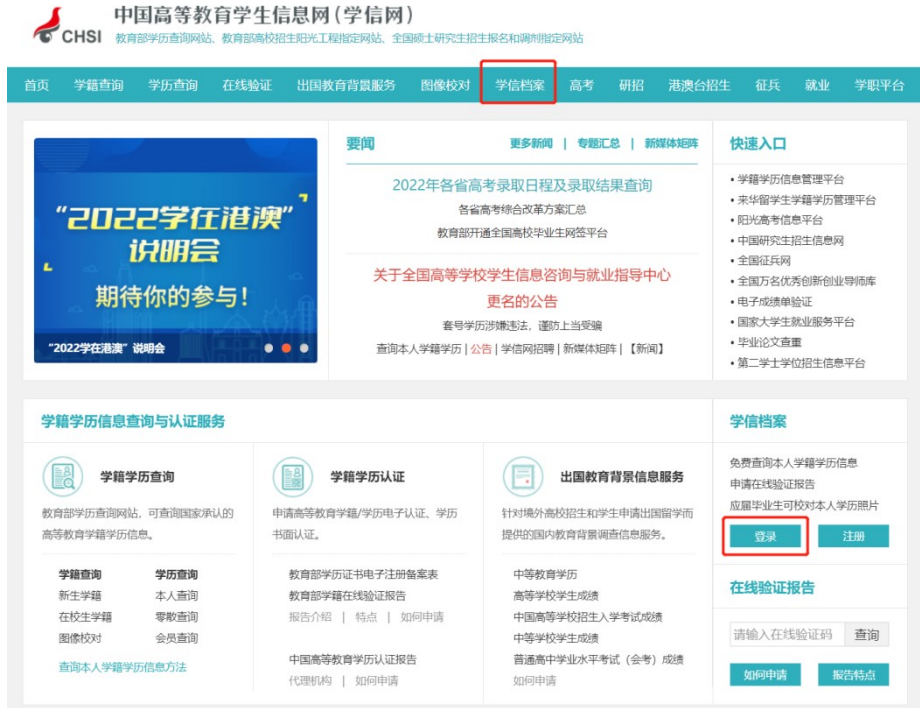 中国高等教育学生信息网(学信网)
CHSI 教育部学历查询网站、教育部高校招生阳光工程指定网站、全国硕士研究生招生报名和调剂指定网站
首页 学籍查询 学历查询 在线验证 出国教育背景服务 图像校对 学信档案 高考 研招 港澳台招生 征兵 就业 学职平台
“2022学在港澳”
说明会
期待你的参与!
“2022学在港澳”说明会
要闻 更多新闻 | 专题汇总 | 新媒体矩阵
2022年各省高考录取日程及录取结果查询
各省高考综合改革方案汇总
教育部开通全国高校毕业生网签平台
关于全国高等学校学生信息咨询与就业指导中心
更名的公告
套号学历涉嫌违法，谨防上当受骗
查询本人学籍学历 | 公告 | 学信网招聘 | 新媒体矩阵 | 【新闻】
快速入口
• 学籍学历信息管理平台
• 来华留学生学籍学历管理平台
• 阳光高考信息平台
• 中国研究生招生信息网
• 全国征兵网
• 全国万名优秀创新创业导师库
• 电子成绩单验证
• 国家大学生就业服务平台
• 毕业论文查重
• 第二学士学位招生信息平台
学籍学历信息查询与认证服务
学籍学历查询
教育部学历查询网站，可查询国家承认的
高等教育学籍学历信息。
学籍查询 学历查询
新生学籍 本人查询
在校生学籍 零散查询
图像校对 会员查询
查询本人学籍学历信息方法
学籍学历认证
申请高等教育学籍/学历电子认证、学历
书面认证。
教育部学历证书电子注册备案表
教育部学籍在线验证报告
报告介绍 | 特点 | 如何申请
中国高等教育学历认证报告
代理机构 | 如何申请
出国教育背景信息服务
针对境外高校招生和学生申请出国留学而
提供的国内教育背景调查信息服务。
中等教育学历
高等学校学生成绩
中国高等学校招生入学考试成绩
中等学校学生成绩
普通高中学业水平考试（会考）成绩
如何申请
学信档案
免费查询本人学籍学历信息
申请在线验证报告
应届毕业生可校对本人学历照片
登录 注册
在线验证报告
请输入在线验证码 查询
如何申请 报告特点